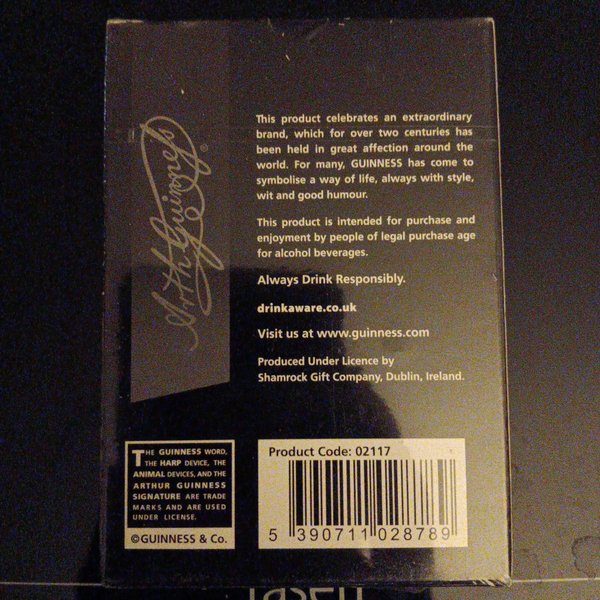 This product celebrates an extraordinary
brand, which for over two centuries has
been held in great affection around the
world. For many, GUINNESS has come to
symbolise a way of life, always with style,
wit and good humour.
This product is intended for purchase and
enjoyment by people of legal purchase age
for alcohol beverages.
Always Drink Responsibly.
drinkaware.co.uk
Visit us at www.guinness.com
Produced Under Licence by
Shamrock Gift Company, Dublin, Ireland.
Arth Guinness®
THE GUINNESS WORD,
THE HARP DEVICE, THE
ANIMAL DEVICES, AND THE
ARTHUR GUINNESS
SIGNATURE ARE TRADE
MARKS AND ARE USED
UNDER LICENSE.
©GUINNESS & Co.
Product Code: 02117
5 390711 028789